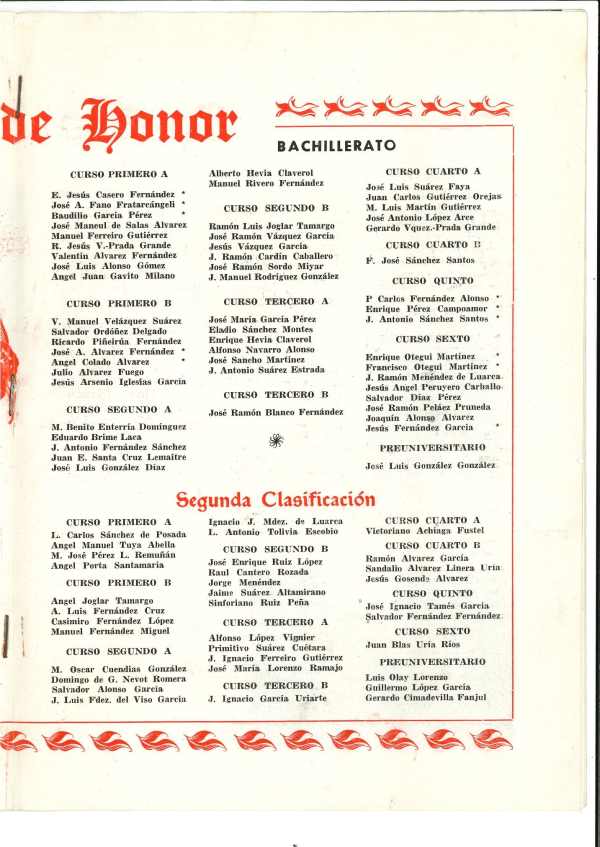 de Honor
BACHILLERATO
CURSO PRIMERO A
E. Jesús Casero Fernández *
José A. Fano Fratarcángeli *
Baudilio García Pérez *
José Maneul de Salas Alvarez
Manuel Ferreiro Gutiérrez
R. Jesús V.-Prada Grande
Valentín Alvarez Fernández
José Luis Alonso Gómez
Angel Juan Gavito Milano
CURSO PRIMERO B
V. Manuel Velázquez Suárez
Salvador Ordóñez Delgado
Ricardo Piñeirúa Fernández
José A. Alvarez Fernández *
Angel Colado Alvarez *
Julio Alvarez Fuego
Jesús Arsenio Iglesias García
CURSO SEGUNDO A
M. Benito Enterría Domínguez
Eduardo Brime Laca
J. Antonio Fernández Sánchez
Juan E. Santa Cruz Lemaitre
José Luis González Díaz
Alberto Hevia Claverol
Manuel Rivero Fernández
CURSO SEGUNDO B
Ramón Luis Joglar Tamargo
José Ramón Vázquez García
Jesús Vázquez García
J. Ramón Cardín Caballero
José Ramón Sordo Miyar
J. Manuel Rodríguez González
CURSO TERCERO A
José María García Pérez
Eladio Sánchez Montes
Enrique Hevia Claverol
Alfonso Navarro Alonso
José Sancho Martínez
J. Antonio Suárez Estrada
CURSO TERCERO B
José Ramón Blanco Fernández
CURSO CUARTO A
José Luis Suárez Faya
Juan Carlos Gutiérrez Orejas
M. Luis Martín Gutiérrez
José Antonio López Arce
Gerardo Vquez.-Prada Grande
CURSO CUARTO B
F. José Sánchez Santos
CURSO QUINTO
P Carlos Fernández Alonso *
Enrique Pérez Campoamor *
J. Antonio Sánchez Santos *
CURSO SEXTO
Enrique Otegui Martínez *
Francisco Otegui Martínez *
J. Ramón Menéndez de Luarca
Jesús Angel Peruyero Carballo
Salvador Díaz Pérez
José Ramón Peláez Pruneda
Joaquín Alonso Alvarez
Jesús Fernández García *
PREUNIVERSITARIO
José Luis González González
Segunda Clasificación
CURSO PRIMERO A
L. Carlos Sánchez de Posada
Angel Manuel Tuya Abella
M. José Pérez L. Remuñán
Angel Porta Santamaría
CURSO PRIMERO B
Angel Joglar Tamargo
A. Luis Fernández Cruz
Casimiro Fernández López
Manuel Fernández Miguel
CURSO SEGUNDO A
M. Oscar Cuendias González
Domingo de G. Nevot Romera
Salvador Alonso García
J. Luis Fdez. del Viso García
Ignacio J. Mdez. de Luarca
L. Antonio Tolivia Escobio
CURSO SEGUNDO B
José Enrique Ruiz López
Raul Cantero Rozada
Jorge Menéndez
Jaime Suárez Altamirano
Sinforiano Ruiz Peña
CURSO TERCERO A
Alfonso López Vignier
Primitivo Suárez Cuétara
J. Ignacio Ferreiro Gutiérrez
José María Lorenzo Ramajo
CURSO TERCERO B
J. Ignacio García Uriarte
CURSO CUARTO A
Victoriano Achiaga Fustel
CURSO CUARTO B
Ramón Alvarez García
Sandalio Alvarez Linera Uría
Jesús Gosende Alvarez
CURSO QUINTO
José Ignacio Tamés García
Salvador Fernández Fernández
CURSO SEXTO
Juan Blas Uría Ríos
PREUNIVERSITARIO
Luis Olay Lorenzo
Guillermo López García
Gerardo Cimadevilla Fanjul